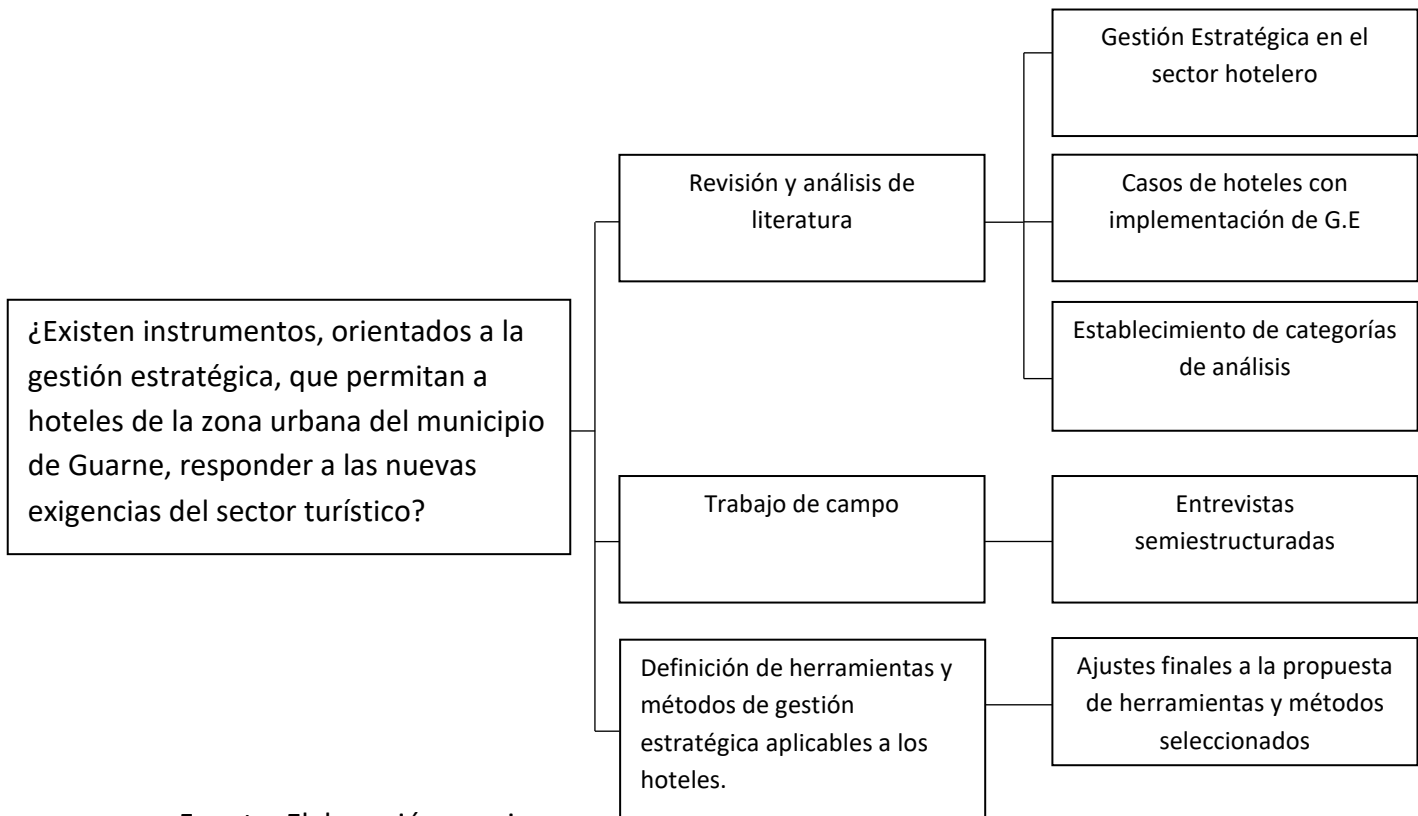 ¿Existen instrumentos, orientados a la
gestión estratégica, que permitan a
hoteles de la zona urbana del municipio
de Guarne, responder a las nuevas
exigencias del sector turístico?
Revisión y análisis de
literatura
Gestión Estratégica en el
sector hotelero
Casos de hoteles con
implementación de G.E
Establecimiento de categorías
de análisis
Trabajo de campo
Entrevistas
semiestructuradas
Definición de herramientas y
métodos de gestión
estratégica aplicables a los
hoteles.
Ajustes finales a la propuesta
de herramientas y métodos
seleccionados